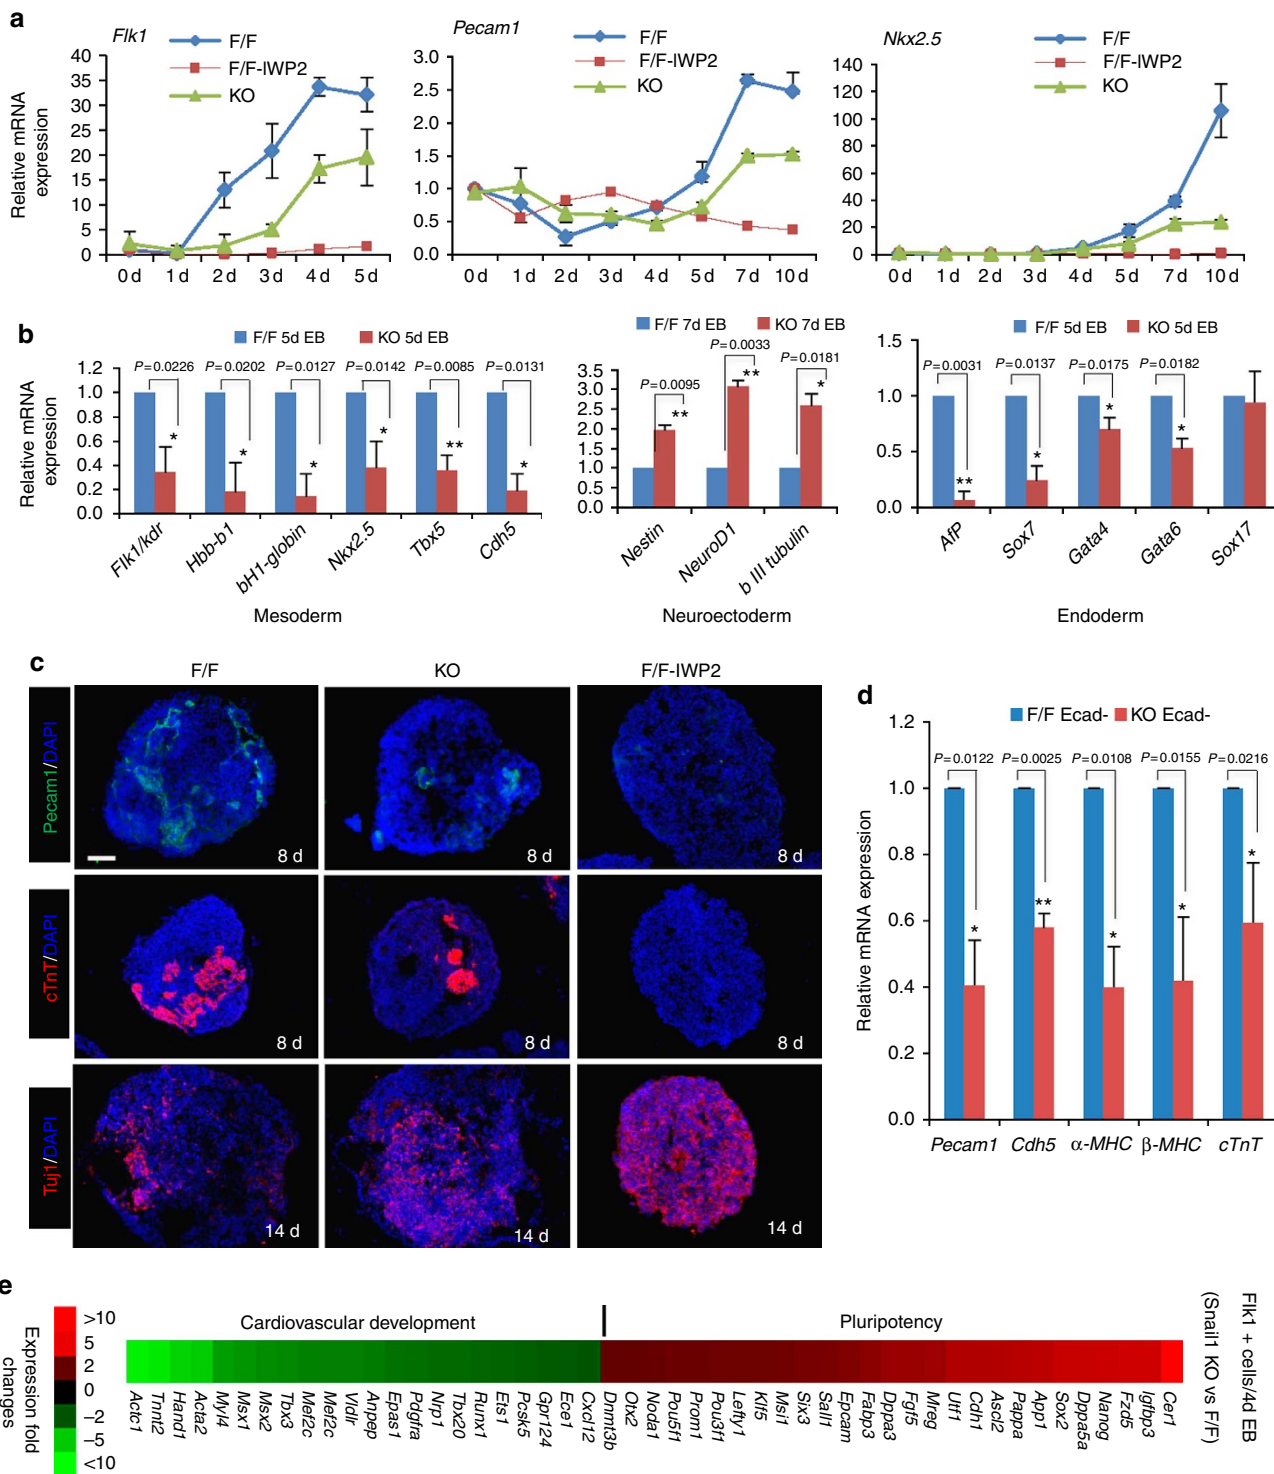 a
Flk1
F/F
F/F-IWP2
KO
Relative mRNA
expression
40
35
30
25
20
15
10
5
0
0 d 1 d 2 d 3 d 4 d 5 d
Pecam1
F/F
F/F-IWP2
KO
3.0
2.5
2.0
1.5
1.0
0.5
0.0
0 d 1 d 2 d 3 d 4 d 5 d 7 d 10 d
Nkx2.5
F/F
F/F-IWP2
KO
140
120
100
80
60
40
20
0
0 d 1 d 2 d 3 d 4 d 5 d 7 d 10 d
b
F/F 5d EB KO 5d EB
Relative mRNA
expression
1.2
1.0
0.8
0.6
0.4
0.2
0.0
P=0.0226 P=0.0202 P=0.0127 P=0.0142 P=0.0085 P=0.0131
* * * * ** *
Flk1/kdr Hbb-b1 bH1-globin Nkx2.5 Tbx5 Cdh5
Mesoderm
F/F 7d EB KO 7d EB
3.5
3.0
2.5
2.0
1.5
1.0
0.5
0.0
P=0.0095 P=0.0033 P=0.0181
** ** *
Nestin NeuroD1 b III tubulin
Neuroectoderm
F/F 5d EB KO 5d EB
1.5
1.0
0.5
0.0
P=0.0031 P=0.0137 P=0.0175 P=0.0182
** * * *
AfP Sox7 Gata4 Gata6 Sox17
Endoderm
c
F/F KO F/F-IWP2
Pecam1/DAPI
8 d 8 d 8 d
cTnT/DAPI
8 d 8 d 8 d
Tuj1/DAPI
14 d 14 d 14 d
d
F/F Ecad- KO Ecad-
Relative mRNA expression
1.2
1.0
0.8
0.6
0.4
0.2
0.0
P=0.0122 P=0.0025 P=0.0108 P=0.0155 P=0.0216
* ** * * *
Pecam1 Cdh5 α-MHC β-MHC cTnT
e
Expression fold
changes
>10
5
2
0
−2
−5
<10
Cardiovascular development
Pluripotency
Actc1 Tnnt2 Hand1 Acta2 Myl4 Msx1 Msx2 Tbx3 Mef2c Mef2c Vldlr Anpep Epas1 Pdgfra Nrp1 Tbx20 Runx1 Ets1 Pcsk5 Gpr124 Ece1 Cxcl12 Dnmt3b Otx2 Noda1 Pou5f1 Prom1 Pou3f1 Lefty1 Klf5 Msi1 Six3 Sall1 Epcam Fabp3 Dppa3 Fgf5 Mreg Utf1 Cdh1 Ascl2 Pappa App1 Sox2 Dppa5a Nanog Fzd5 Igfbp3 Cer1
Flk1 + cells/4d EB
(Snail1 KO vs F/F)